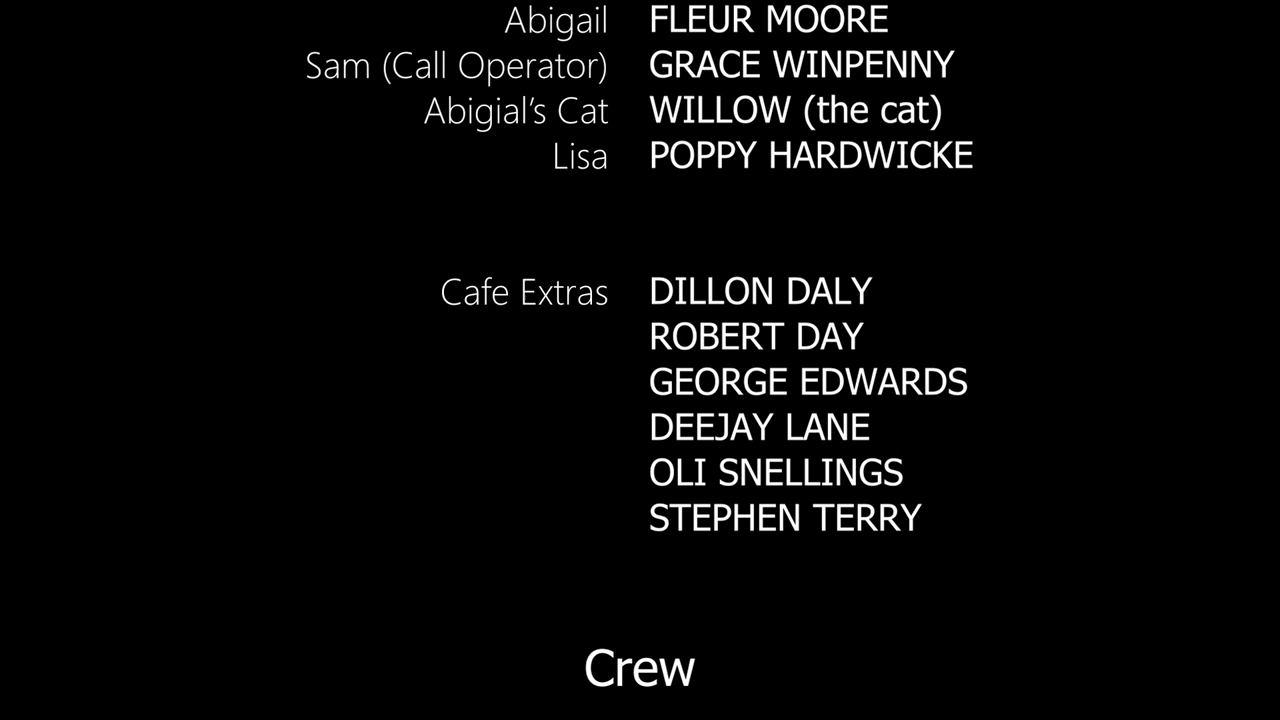 Abigail FLEUR MOORE
Sam (Call Operator) GRACE WINPENNY
Abigial’s Cat WILLOW (the cat)
Lisa POPPY HARDWICKE
Cafe Extras DILLON DALY
ROBERT DAY
GEORGE EDWARDS
DEEJAY LANE
OLI SNELLINGS
STEPHEN TERRY
Crew